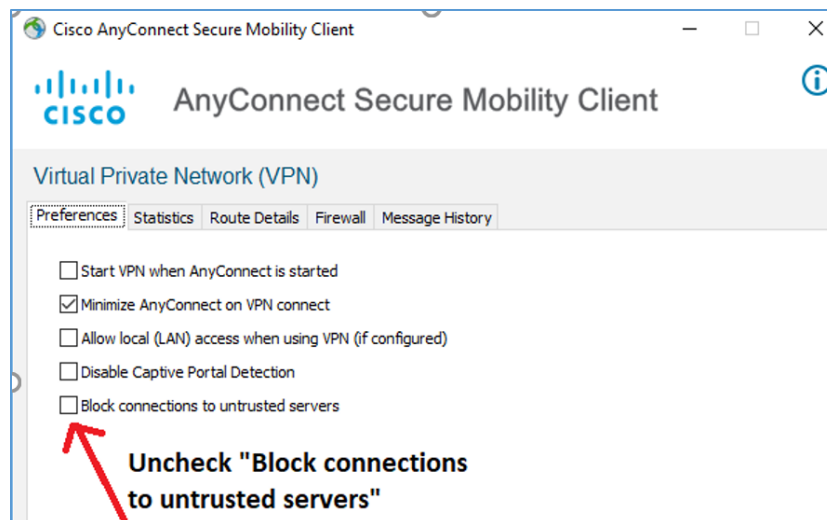 Cisco AnyConnect Secure Mobility Client
CISCO
AnyConnect Secure Mobility Client
Virtual Private Network (VPN)
Preferences Statistics Route Details Firewall Message History
Start VPN when AnyConnect is started
Minimize AnyConnect on VPN connect
Allow local (LAN) access when using VPN (if configured)
Disable Captive Portal Detection
Block connections to untrusted servers
Uncheck "Block connections
to untrusted servers"